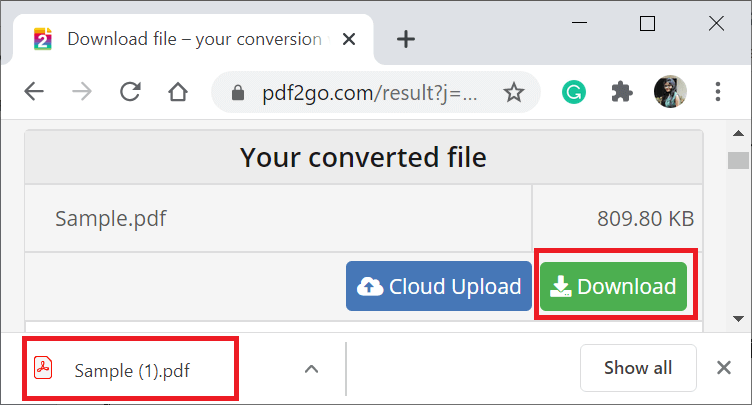 Download file – your conversion
pdf2go.com/result?j=...
Your converted file
Sample.pdf 809.80 KB
Cloud Upload Download
Sample (1).pdf Show all